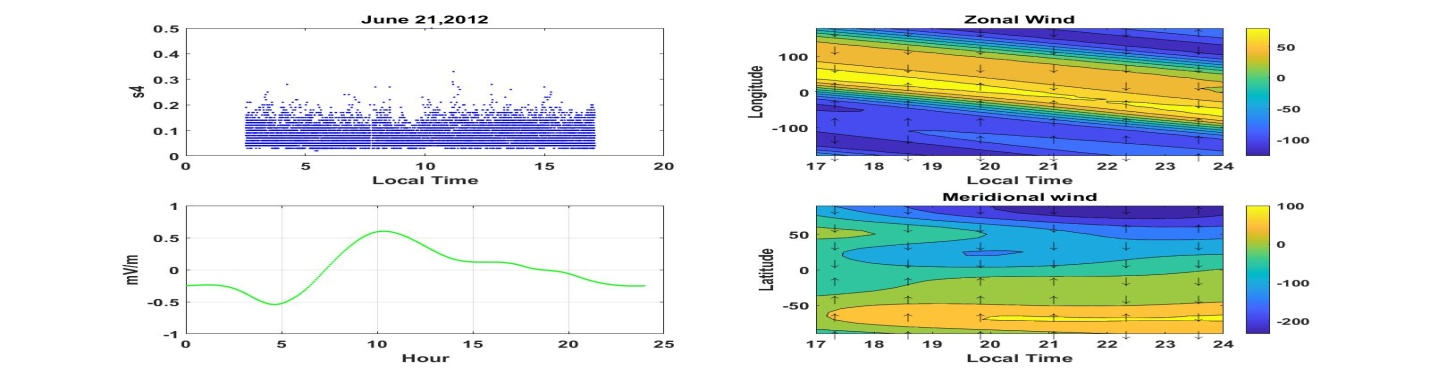 June 21,2012
0.5
0.4
0.3
0.2
0.1
0
s4
0 5 10 15 20
Local Time
Zonal Wind
100
0
-100
Longitude
17 18 19 20 21 22 23 24
Local Time
50
0
-50
-100
1
0.5
0
-0.5
-1
mV/m
0 5 10 15 20 25
Hour
Meridional wind
50
0
-50
Latitude
17 18 19 20 21 22 23 24
Local Time
100
0
-100
-200